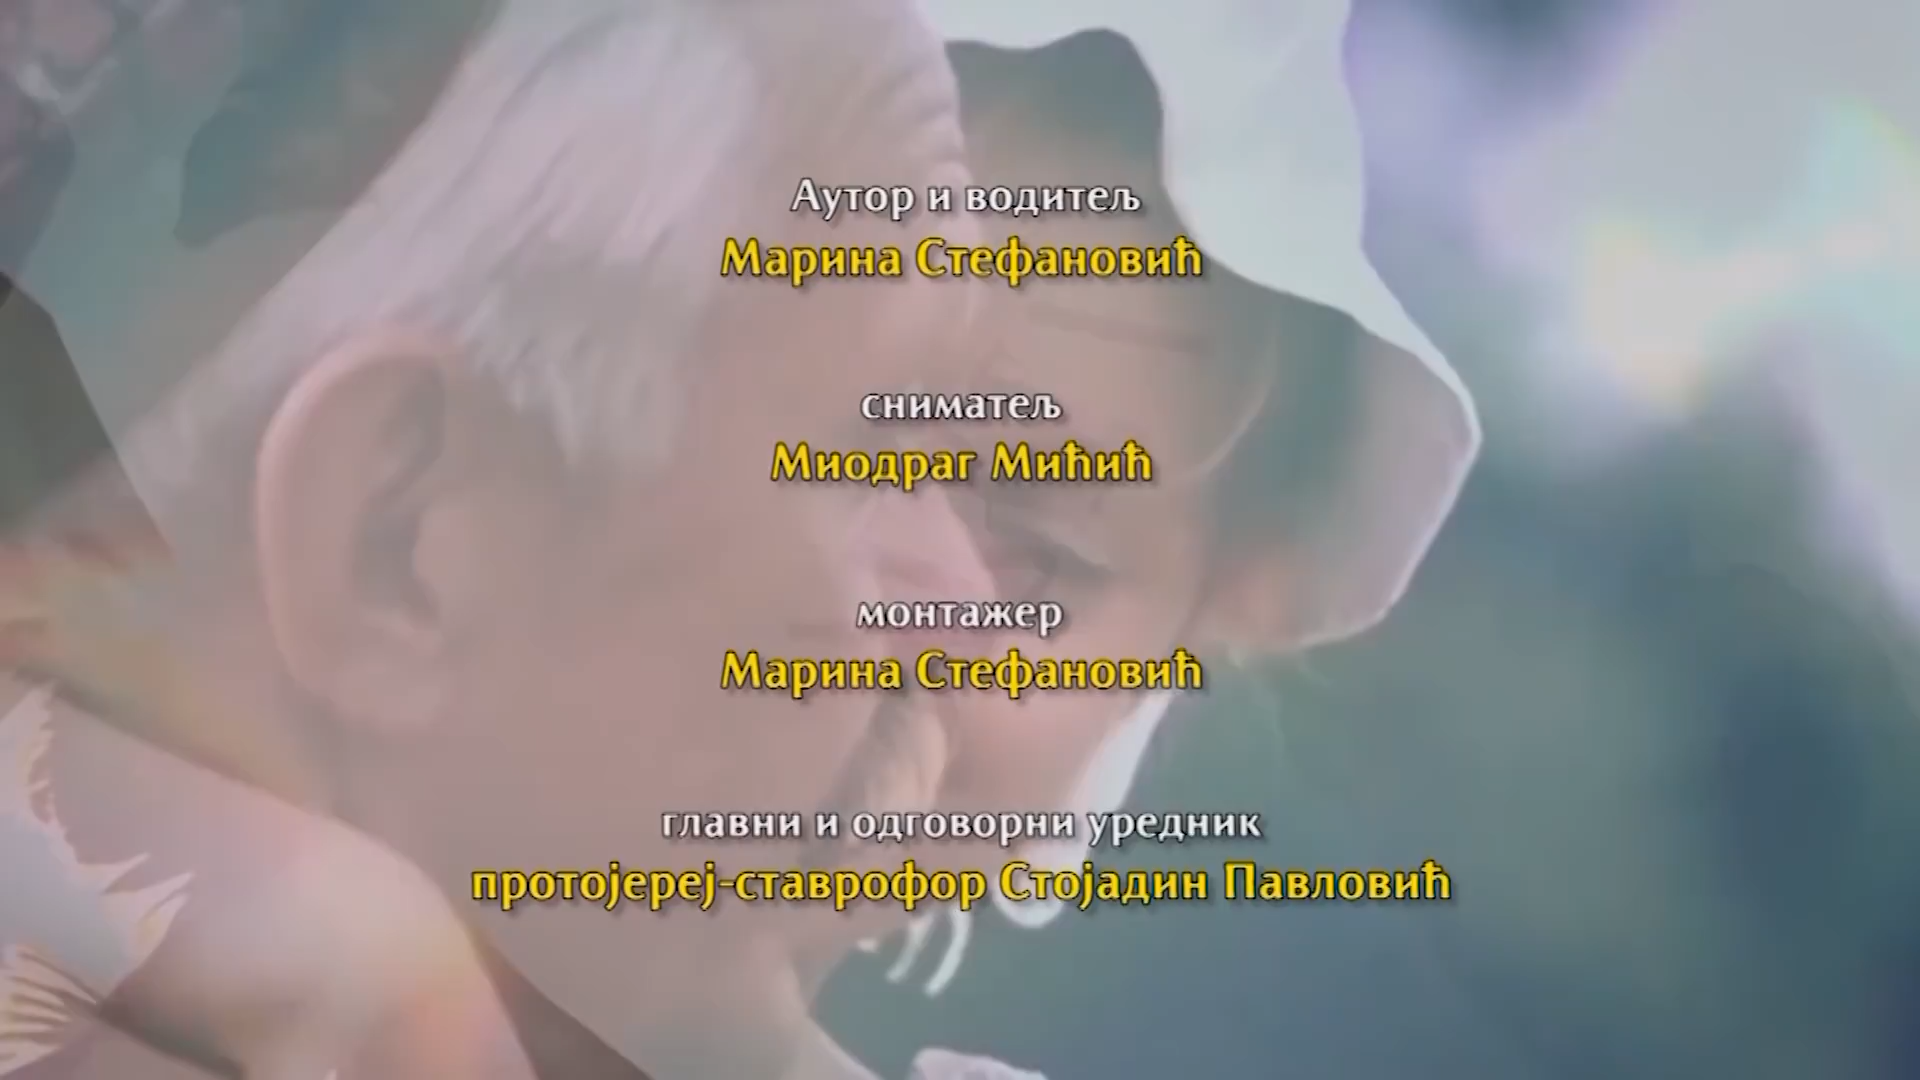 Аутор и водитељ
Марина Стефановић
сниматељ
Миодраг Мићић
монтажер
Марина Стефановић
главни и одговорни уредник
протојереј-ставрофор Стојадин Павловић